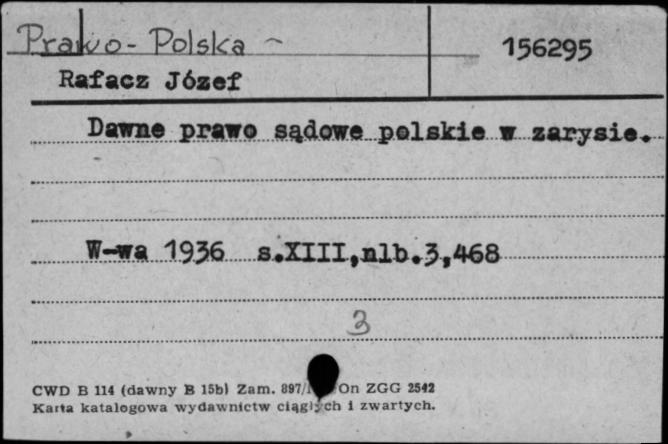 Prawo - Polska -
156295
Rafacz Józef
Dawne prawo sądowe polskie w zarysie.
W-wa 1936 s.XIII,nlb.3,468
3
CWD B 114 (dawny B 15b) Zam. On ZGG 2542
Karta katalogowa wydawnictw ciągłych i zwartych.